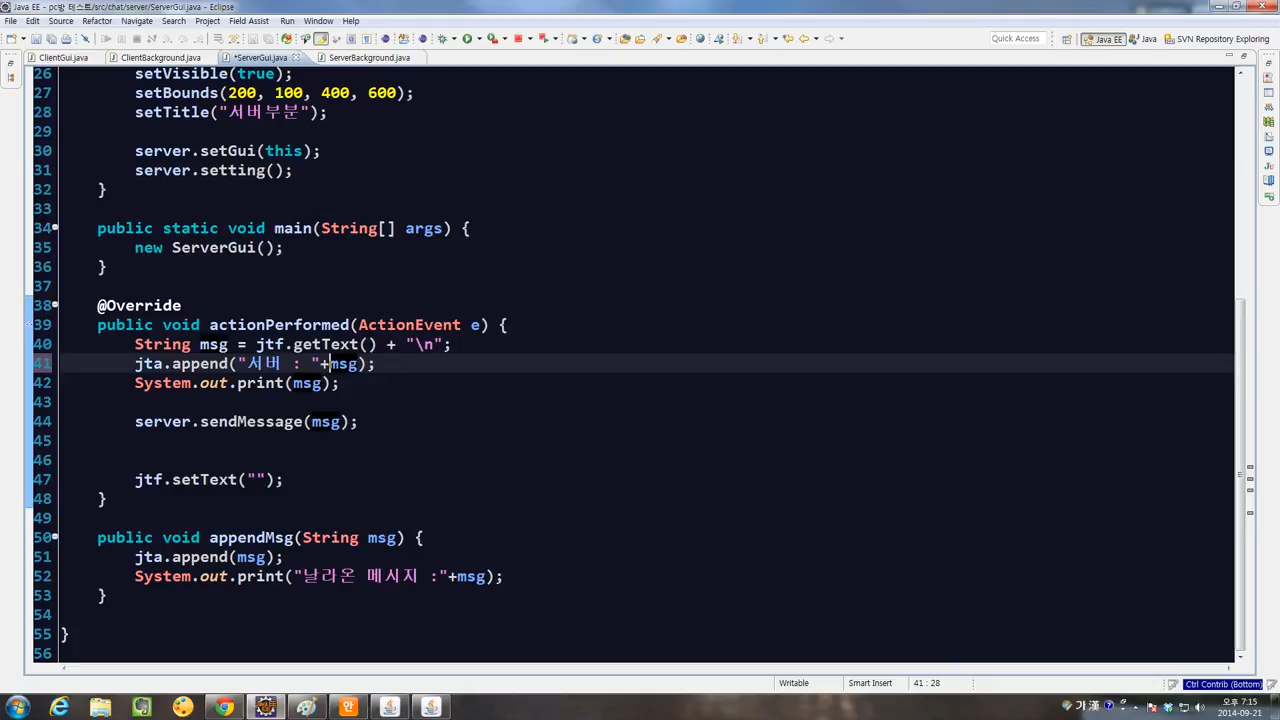 Java EE - pc방 테스트/src/chat/server/ServerGui.java - Eclipse
File Edit Source Refactor Navigate Search Project Field Assist Run Window Help
Quick Access Java EE Java SVN Repository Exploring
ClientGui.java ClientBackground.java *ServerGui.java ServerBackground.java
26 setVisible(true);
27 setBounds(200, 100, 400, 600);
28 setTitle("서버부분");
29
30 server.setGui(this);
31 server.setting();
32 }
33
34 public static void main(String[] args) {
35 new ServerGui();
36 }
37
38 @Override
39 public void actionPerformed(ActionEvent e) {
40 String msg = jtf.getText() + "\n";
41 jta.append("서버 : "+msg);
42 System.out.print(msg);
44 server.sendMessage(msg);
45
46
47 jtf.setText("");
48 }
49
50 public void appendMsg(String msg) {
51 jta.append(msg);
52 System.out.print("날라온 메시지 :"+msg);
53 }
54
55 }
56
Writable Smart Insert 41 : 28 Ctrl Contrib (Bottom)
안 가 漢 오후 7:15
2014-09-21